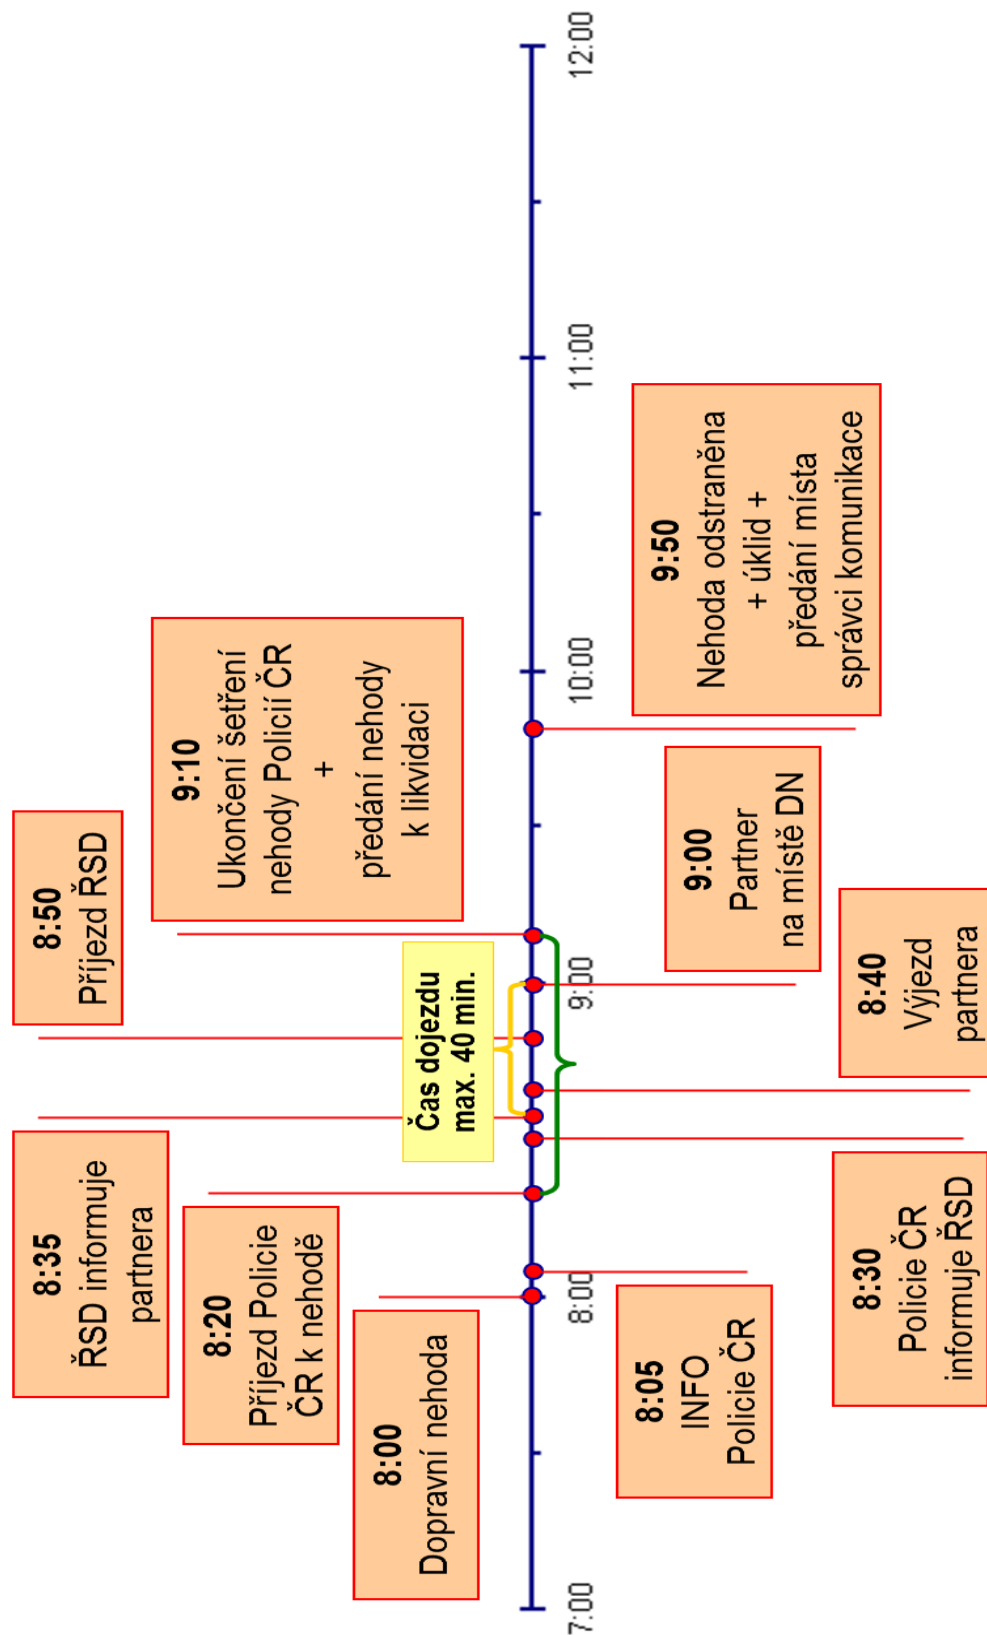 8:50
Příjezd ŘSD
8:35
ŘSD informuje
partnera
9:10
Ukončení šetření
nehody Policií ČR
+
předání nehody
k likvidaci
8:20
Příjezd Policie
ČR k nehodě
8:00
Dopravní nehoda
Čas dojezdu
max. 40 min.
7:00
8:00
9:00
10:00
11:00
12:00
8:05
INFO
Policie ČR
9:50
Nehoda odstraněna
+ úklid +
předání místa
správci komunikace
9:00
Partner
na místě DN
8:30
Policie ČR
informuje ŘSD
8:40
Výjezd
partnera